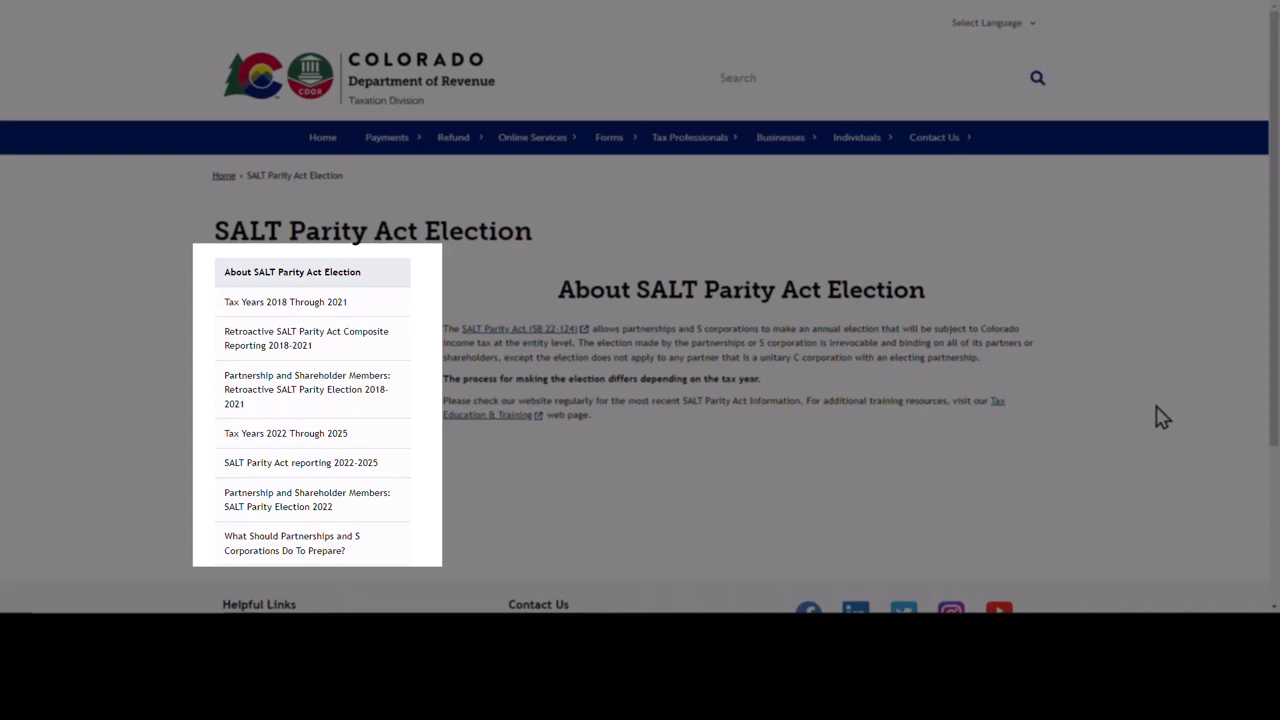 Select Language
COLORADO
Department of Revenue
Taxation Division
CDOR
Search
Home Payments Refund Online Services Forms Tax Professionals Businesses Individuals Contact Us
Home › SALT Parity Act Election
SALT Parity Act Election
About SALT Parity Act Election
Tax Years 2018 Through 2021
Retroactive SALT Parity Act Composite
Reporting 2018-2021
Partnership and Shareholder Members:
Retroactive SALT Parity Election 2018-
2021
Tax Years 2022 Through 2025
SALT Parity Act reporting 2022-2025
Partnership and Shareholder Members:
SALT Parity Election 2022
What Should Partnerships and S
Corporations Do To Prepare?
About SALT Parity Act Election
The SALT Parity Act (SB 22-124) allows partnerships and S corporations to make an annual election that will be subject to Colorado
income tax at the entity level. The election made by the partnerships or S corporation is irrevocable and binding on all of its partners or
shareholders, except the election does not apply to any partner that is a unitary C corporation with an electing partnership.
The process for making the election differs depending on the tax year.
Please check our website regularly for the most recent SALT Parity Act Information. For additional training resources, visit our Tax
Education & Training web page.
Helpful Links
Contact Us